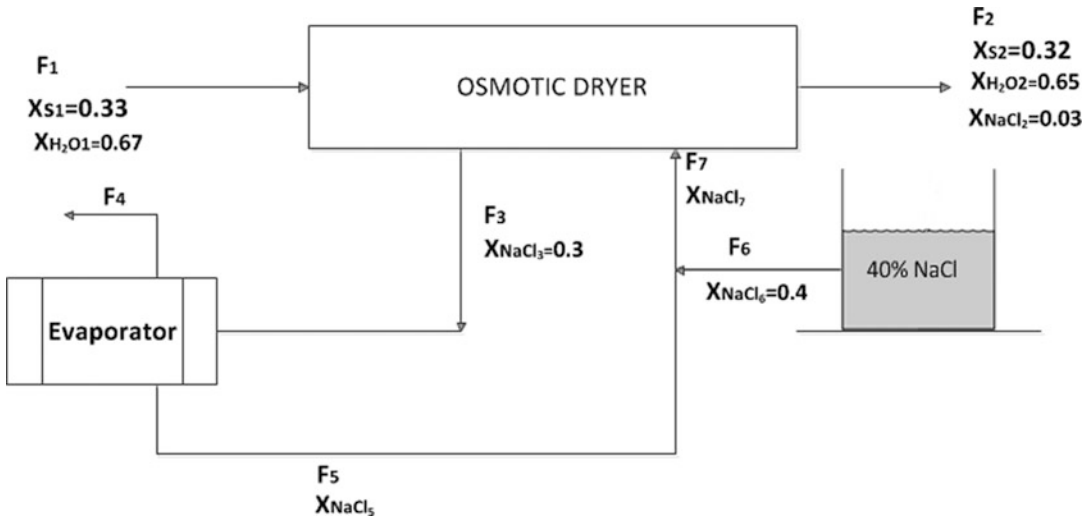 F₁
XS1=0.33
XH₂O1=0.67
OSMOTIC DRYER
F₂
XS2=0.32
XH₂O2=0.65
XNaCl₂=0.03
F₄
F₃
XNaCl₃=0.3
F₇
XNaCl₇
F₆
XNaCl₆=0.4
40% NaCl
Evaporator
F₅
XNaCl₅